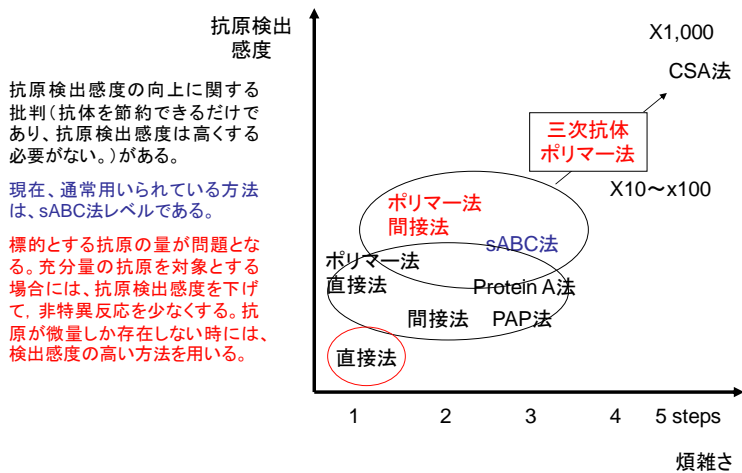 抗原検出
感度
抗原検出感度の向上に関する
批判(抗体を節約できるだけで
あり、抗原検出感度は高くする
必要がない。)がある。
現在、通常用いられている方法
は、sABC法レベルである。
標的とする抗原の量が問題とな
る。充分量の抗原を対象とする
場合には、抗原検出感度を下げ
て, 非特異反応を少なくする。抗
原が微量しか存在しない時には、
検出感度の高い方法を用いる。
X1,000
CSA法
三次抗体
ポリマー法
X10～x100
ポリマー法
間接法
sABC法
ポリマー法
直接法
Protein A法
間接法
PAP法
直接法
1 2 3 4 5 steps
煩雑さ